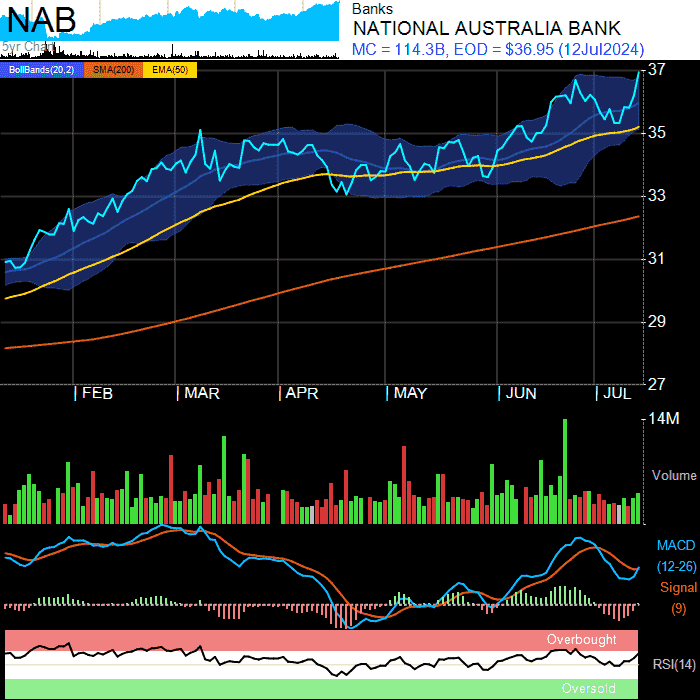 NAB
5yr Chart
Banks
NATIONAL AUSTRALIA BANK
MC = 114.3B, EOD = $36.95 (12Jul2024)
BollBands(20,2) SMA(200) EMA(50)
37
35
33
31
29
27
FEB MAR APR MAY JUN JUL
14M
Volume
MACD
(12-26)
Signal
(9)
Overbought
RSI(14)
Oversold